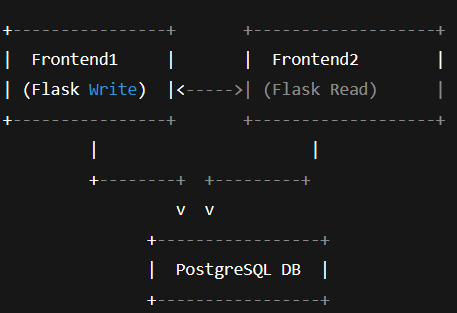 +---------------+       +-------------------+
|  Frontend1     |       |  Frontend2        |
| (Flask Write)  |<----->| (Flask Read)      |
+---------------+       +-------------------+
         |                       |
         +--------+  +---------+
                  v  v
               +-----------------+
               |  PostgreSQL DB  |
               +-----------------+